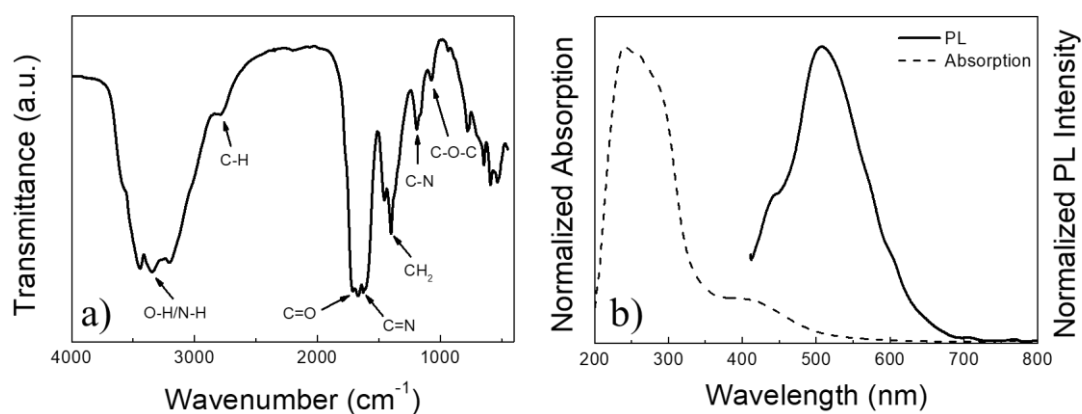 Transmittance (a.u.)
C-H
C-O-C
C-N
CH₂
O-H/N-H
C=O
C=N
a)
4000 3000 2000 1000
Wavenumber (cm⁻¹)
Normalized Absorption
PL
Absorption
b)
200 300 400 500 600 700 800
Wavelength (nm)
Normalized PL Intensity